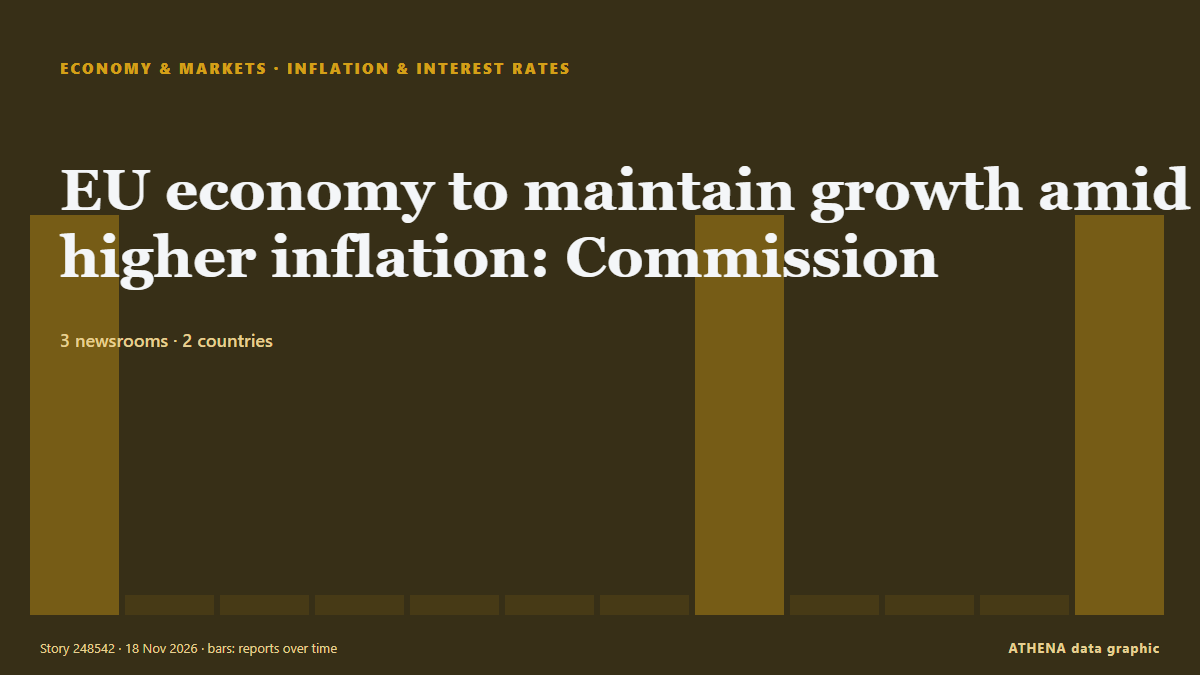 ECONOMY & MARKETS · INFLATION & INTEREST RATES
EU economy to maintain growth amid
higher inflation: Commission
3 newsrooms · 2 countries
Story 248542 · 18 Nov 2026 · bars: reports over time
ATHENA data graphic